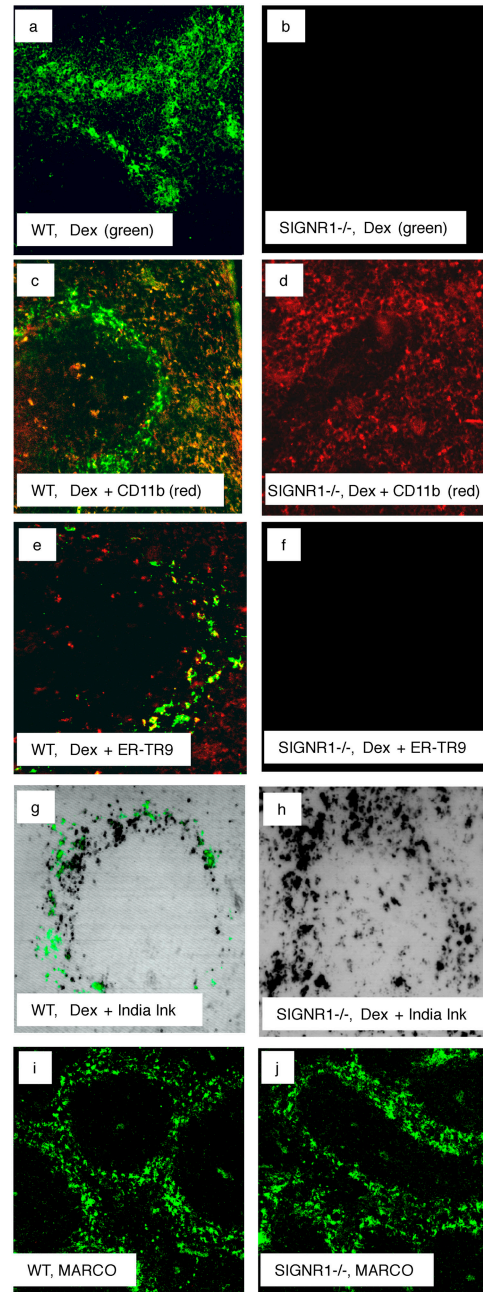 a
b
WT, Dex (green)
SIGNR1-/-, Dex (green)
c
d
WT, Dex + CD11b (red)
SIGNR1-/-, Dex + CD11b (red)
e
f
WT, Dex + ER-TR9
SIGNR1-/-, Dex + ER-TR9
g
h
WT, Dex + India Ink
SIGNR1-/-, Dex + India Ink
i
j
WT, MARCO
SIGNR1-/-, MARCO